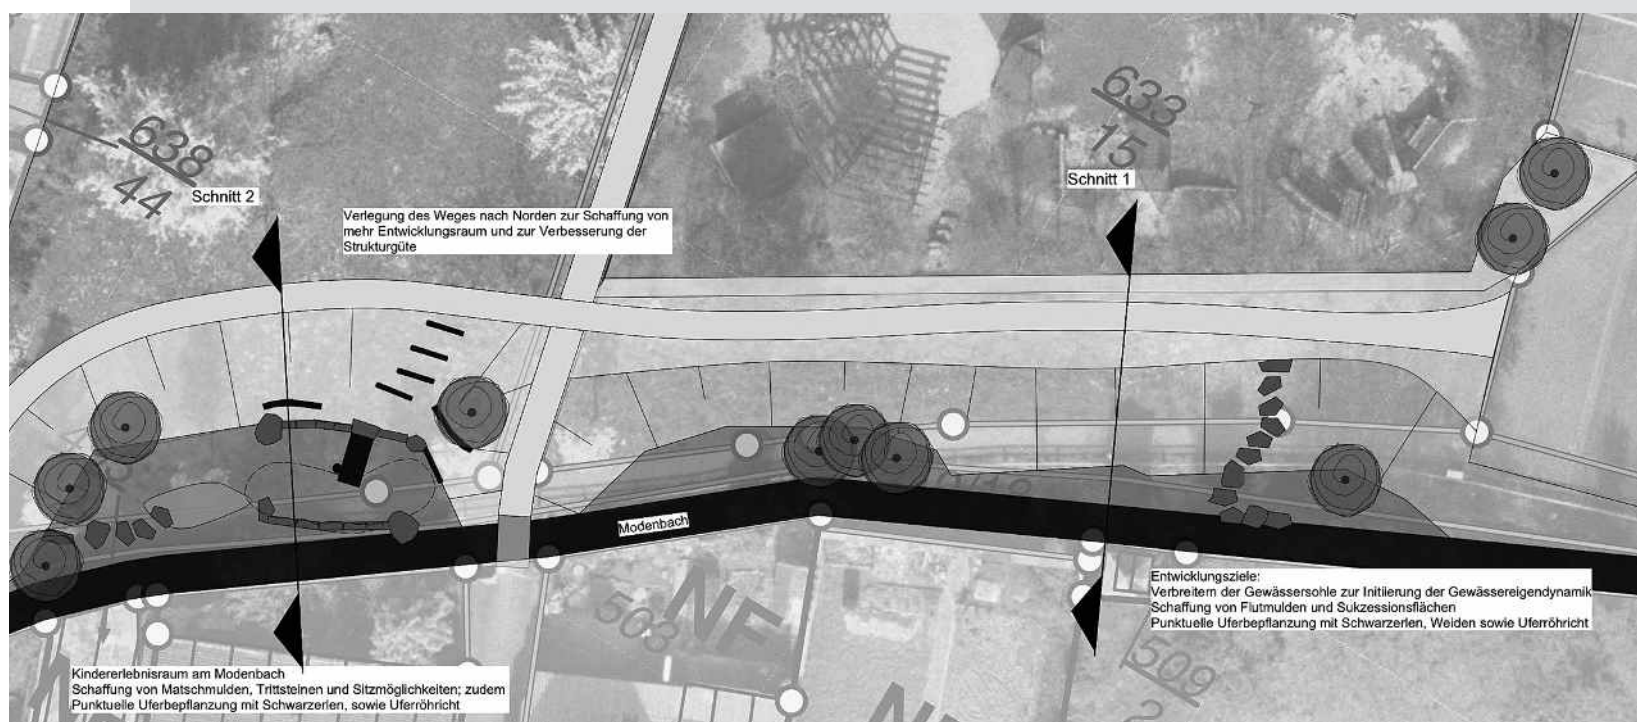 638
44
Schnitt 2
Verlegung des Weges nach Norden zur Schaffung von
mehr Entwicklungsraum und zur Verbesserung der
Strukturgüte
633
15
Schnitt 1
Modenbach
Entwicklungsziele:
Verbreitern der Gewässersohle zur Initiierung der Gewässereigendynamik
Schaffung von Flutmulden und Sukzessionsflächen
Punktuelle Uferbepflanzung mit Schwarzerlen, Weiden sowie Uferröhricht
NF
503
509
2
Kindererlebnisraum am Modenbach
Schaffung von Matschmulden, Trittsteinen und Sitzmöglichkeiten; zudem
Punktuelle Uferbepflanzung mit Schwarzerlen, sowie Uferröhricht